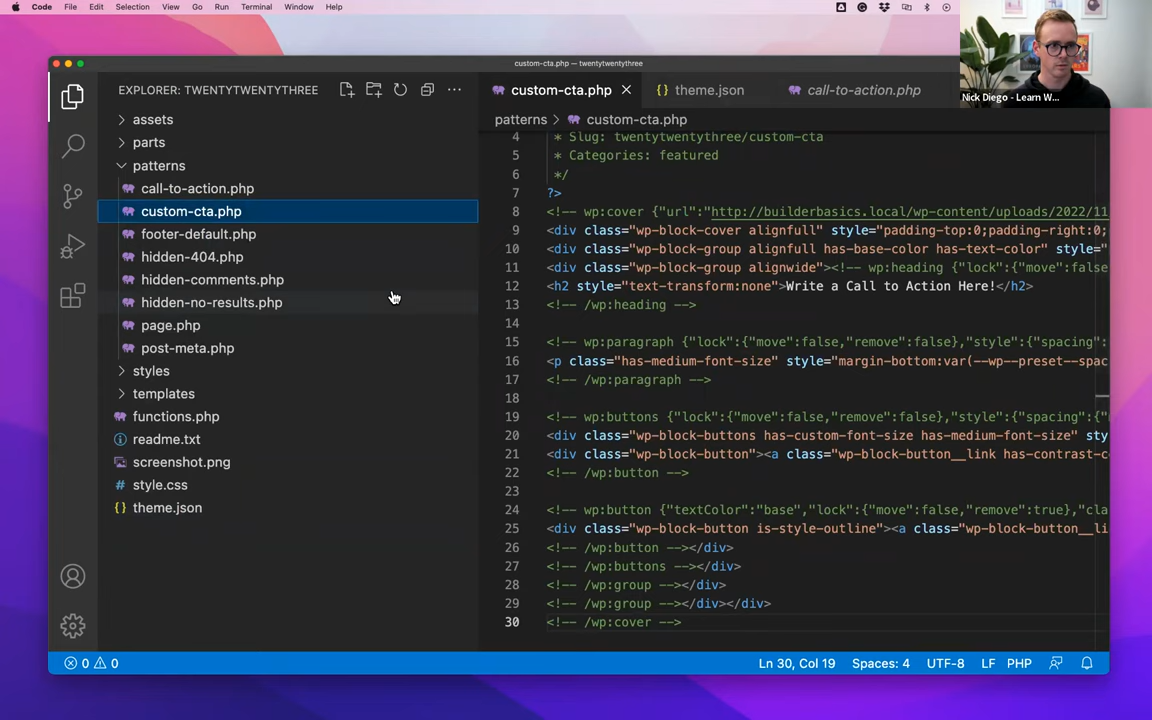 Code File Edit Selection View Go Run Terminal Window Help
custom-cta.php — twentytwentythree
Nick Diego - Learn W...
EXPLORER: TWENTYTWENTYTHREE
custom-cta.php
theme.json
call-to-action.php
patterns > custom-cta.php
assets
parts
patterns
call-to-action.php
custom-cta.php
footer-default.php
hidden-404.php
hidden-comments.php
hidden-no-results.php
page.php
post-meta.php
styles
templates
functions.php
readme.txt
screenshot.png
style.css
theme.json
4 * Slug: twentytwentythree/custom-cta
5 * Categories: featured
6 */
7 ?>
8 <!-- wp:cover {"url":"http://builderbasics.local/wp-content/uploads/2022/11
9 <div class="wp-block-cover alignfull" style="padding-top:0;padding-right:0;
10 <div class="wp-block-group alignfull has-base-color has-text-color" style="
11 <div class="wp-block-group alignwide"><!-- wp:heading {"lock":{"move":false
12 <h2 style="text-transform:none">Write a Call to Action Here!</h2>
13 <!-- /wp:heading -->
14
15 <!-- wp:paragraph {"lock":{"move":false,"remove":false},"style":{"spacing":
16 <p class="has-medium-font-size" style="margin-bottom:var(--wp--preset--spac
17 <!-- /wp:paragraph -->
18
19 <!-- wp:buttons {"lock":{"move":false,"remove":false},"style":{"spacing":{"
20 <div class="wp-block-buttons has-custom-font-size has-medium-font-size" sty
21 <div class="wp-block-button"><a class="wp-block-button__link has-contrast-c
22 <!-- /wp:button -->
23
24 <!-- wp:button {"textColor":"base","lock":{"move":false,"remove":true},"cla
25 <div class="wp-block-button is-style-outline"><a class="wp-block-button__li
26 <!-- /wp:button --></div>
27 <!-- /wp:buttons --></div>
28 <!-- /wp:group --></div>
29 <!-- /wp:group --></div></div>
30 <!-- /wp:cover -->
0 0 Ln 30, Col 19 Spaces: 4 UTF-8 LF PHP